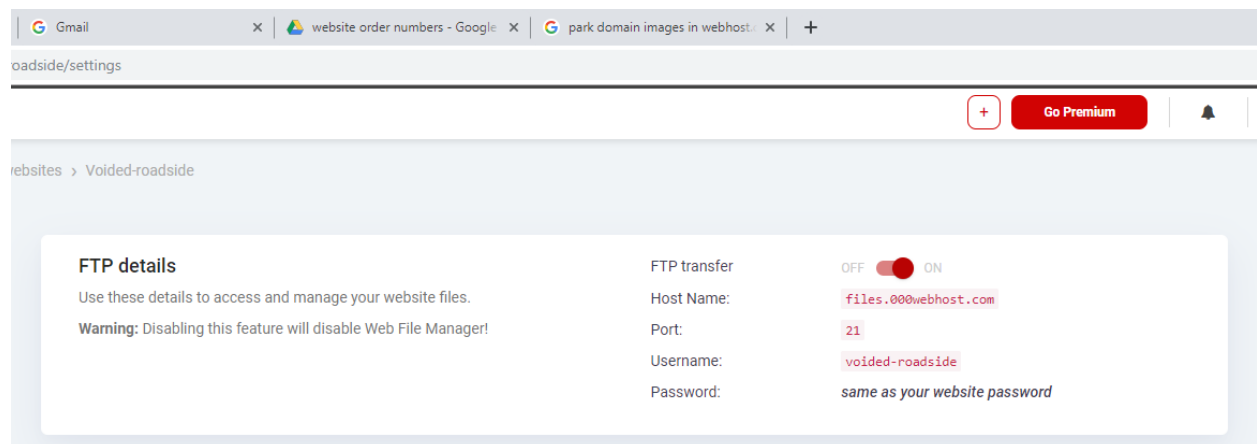 Gmail
website order numbers - Google
park domain images in webhost.
oadside/settings
+
Go Premium
ebsites › Voided-roadside
FTP details
Use these details to access and manage your website files.
Warning: Disabling this feature will disable Web File Manager!
FTP transfer OFF ON
Host Name: files.000webhost.com
Port: 21
Username: voided-roadside
Password: same as your website password